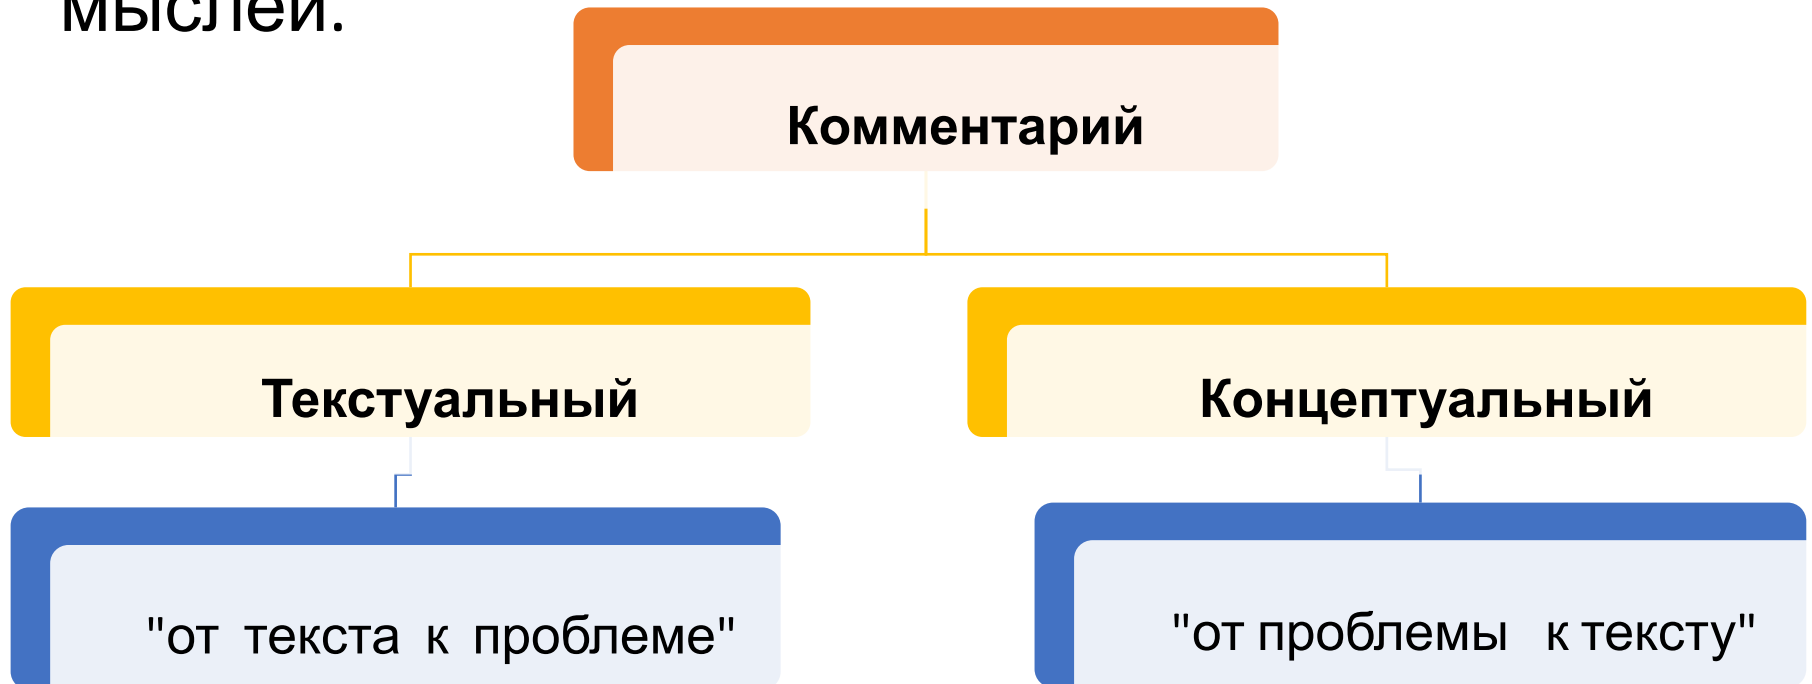 мыслей.
Комментарий
Текстуальный
Концептуальный
"от текста к проблеме"
"от проблемы к тексту"